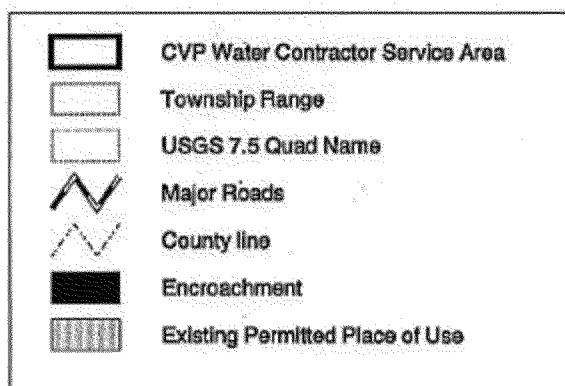 CVP Water Contractor Service Area
Township Range
USGS 7.5 Quad Name
Major Roads
County line
Encroachment
Existing Permitted Place of Use